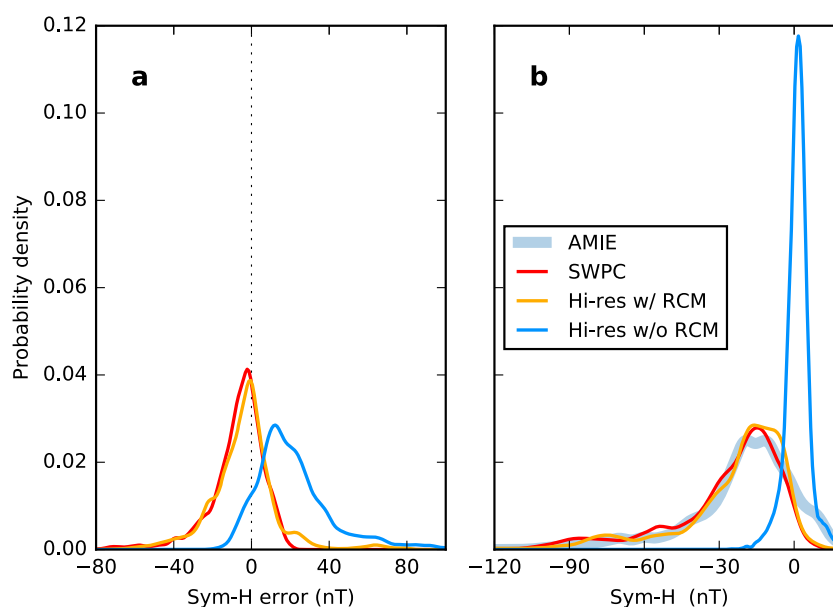 0.12
0.10
0.08
0.06
0.04
0.02
0.00
Probability density
a
−80 −40 0 40 80
Sym-H error (nT)
b
AMIE
SWPC
Hi-res w/ RCM
Hi-res w/o RCM
−120 −90 −60 −30 0
Sym-H (nT)